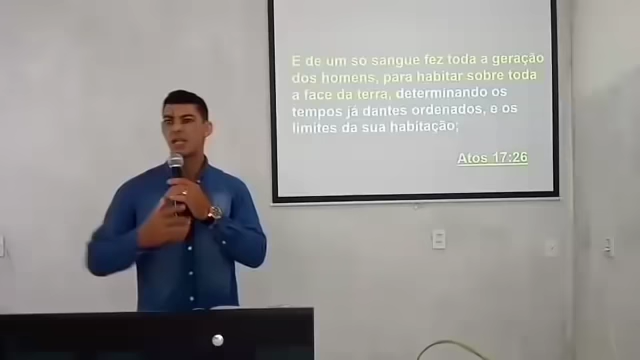 E de um so sangue fez toda a geração
dos homens, para habitar sobre toda
a face da terra, determinando os
tempos já dantes ordenados, e os
limites da sua habitação;
Atos 17:26